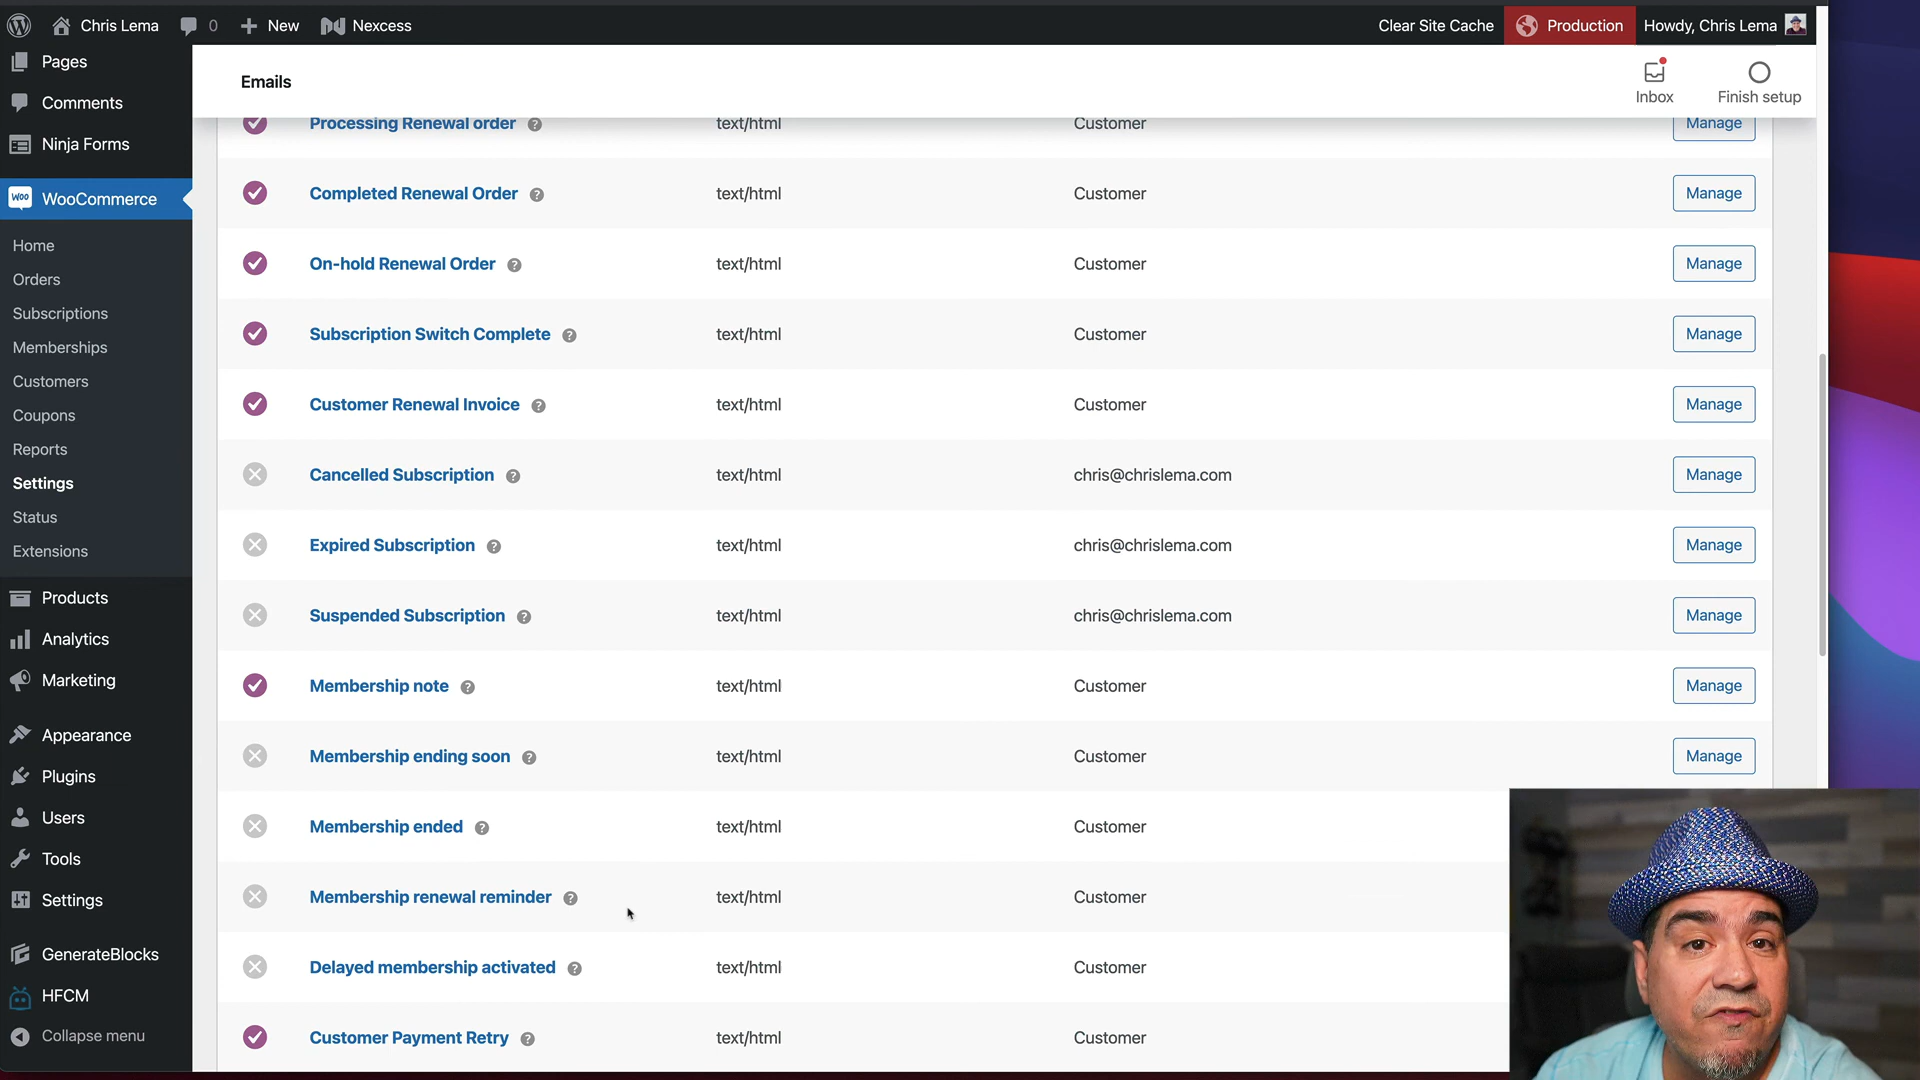 Chris Lema
0
New
Nexcess
Clear Site Cache
Production
Howdy, Chris Lema
Pages
Comments
Ninja Forms
Woo WooCommerce
Home
Orders
Subscriptions
Memberships
Customers
Coupons
Reports
Settings
Status
Extensions
Products
Analytics
Marketing
Appearance
Plugins
Users
Tools
Settings
GenerateBlocks
HFCM
Collapse menu
Emails
Inbox
Finish setup
Processing Renewal order ? text/html Customer Manage
Completed Renewal Order ? text/html Customer Manage
On-hold Renewal Order ? text/html Customer Manage
Subscription Switch Complete ? text/html Customer Manage
Customer Renewal Invoice ? text/html Customer Manage
Cancelled Subscription ? text/html chris@chrislema.com Manage
Expired Subscription ? text/html chris@chrislema.com Manage
Suspended Subscription ? text/html chris@chrislema.com Manage
Membership note ? text/html Customer Manage
Membership ending soon ? text/html Customer Manage
Membership ended ? text/html Customer
Membership renewal reminder ? text/html Customer
Delayed membership activated ? text/html Customer
Customer Payment Retry ? text/html Customer